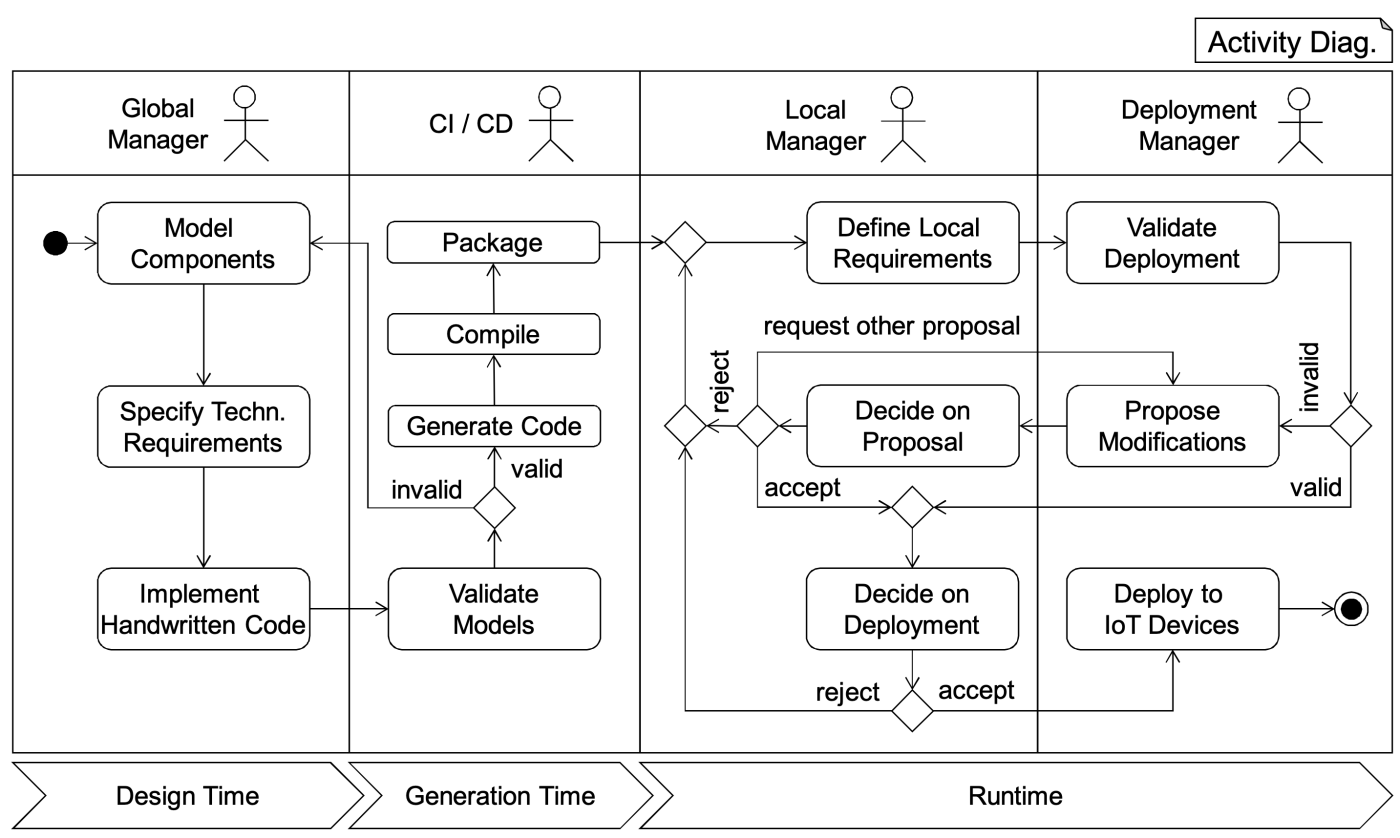 Activity Diag.
Global
Manager
CI / CD
Local
Manager
Deployment
Manager
Model
Components
Package
Define Local
Requirements
Validate
Deployment
Compile
request other proposal
reject
invalid
Specify Techn.
Requirements
Generate Code
Decide on
Proposal
Propose
Modifications
valid
invalid
accept
valid
Implement
Handwritten Code
Validate
Models
Decide on
Deployment
Deploy to
IoT Devices
reject
accept
Design Time
Generation Time
Runtime